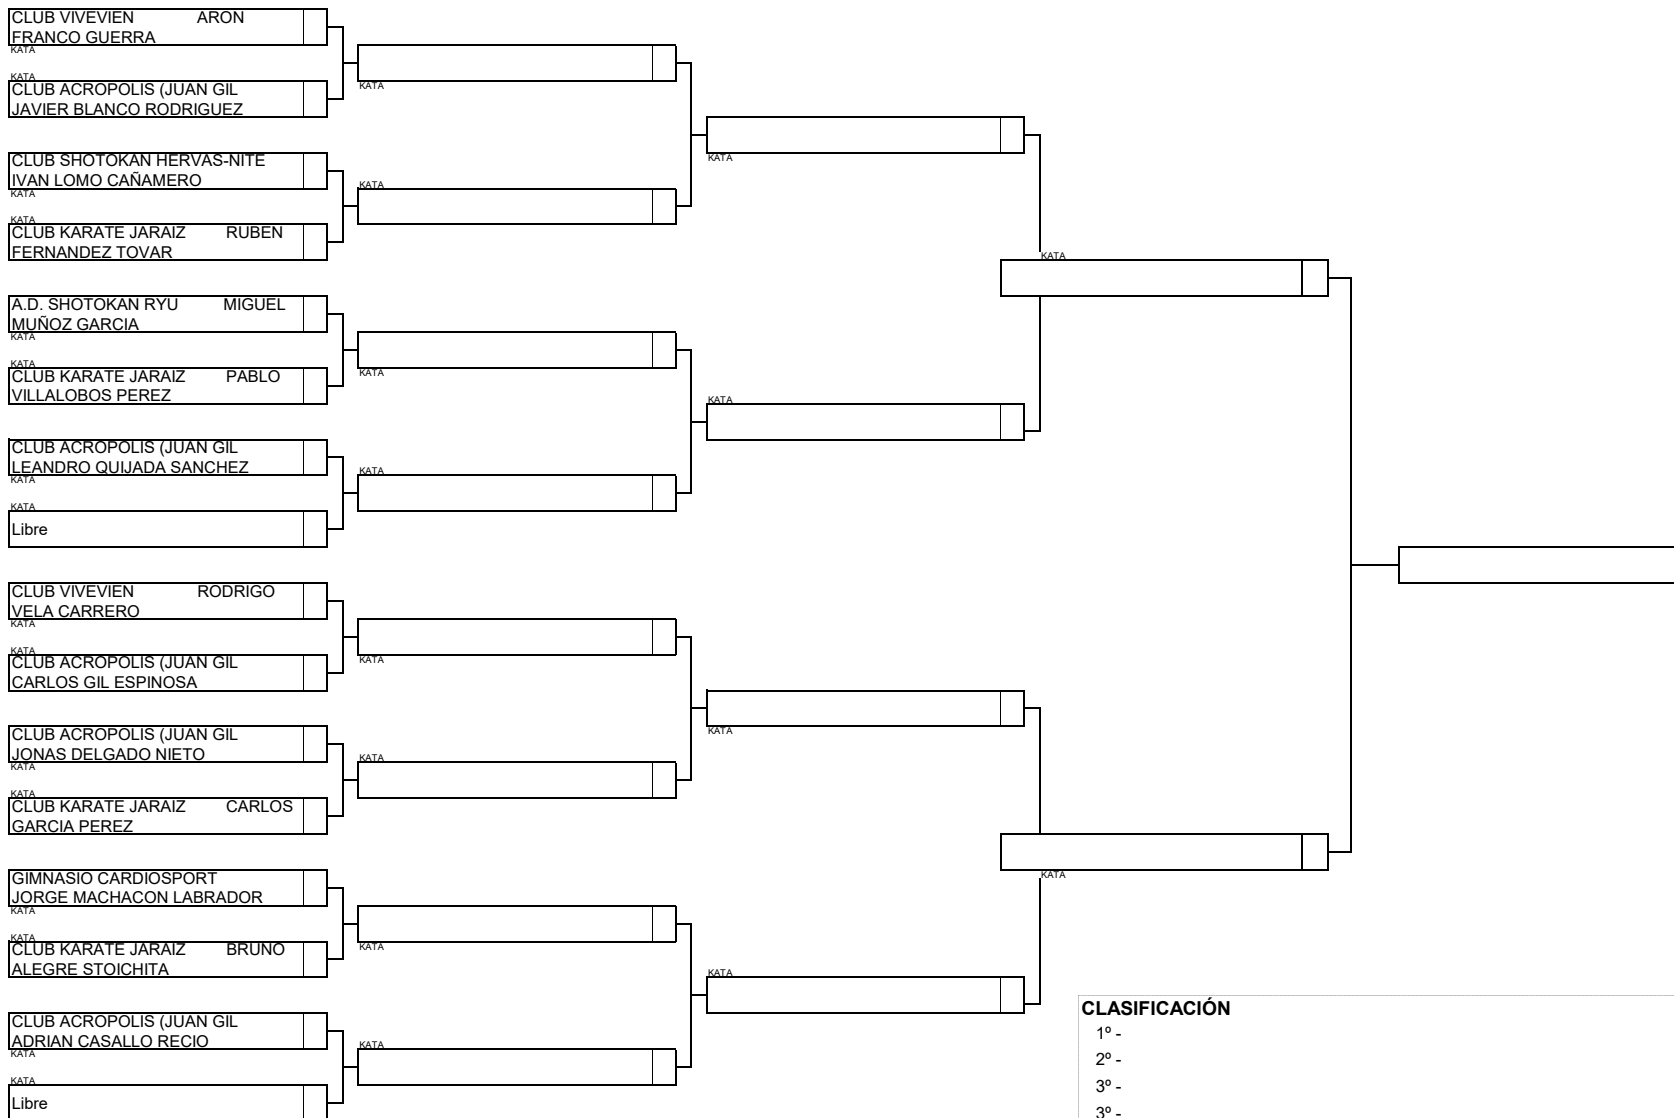 CLUB VIVEVIEN ARON
FRANCO GUERRA
KATA
KATA
CLUB ACROPOLIS (JUAN GIL
JAVIER BLANCO RODRIGUEZ
CLUB SHOTOKAN HERVAS-NITE
IVAN LOMO CAÑAMERO
KATA
KATA
CLUB KARATE JARAIZ RUBEN
FERNANDEZ TOVAR
A.D. SHOTOKAN RYU MIGUEL
MUÑOZ GARCIA
KATA
KATA
CLUB KARATE JARAIZ PABLO
VILLALOBOS PEREZ
CLUB ACROPOLIS (JUAN GIL
LEANDRO QUIJADA SANCHEZ
KATA
KATA
Libre
CLUB VIVEVIEN RODRIGO
VELA CARRERO
KATA
KATA
CLUB ACROPOLIS (JUAN GIL
CARLOS GIL ESPINOSA
CLUB ACROPOLIS (JUAN GIL
JONAS DELGADO NIETO
KATA
KATA
CLUB KARATE JARAIZ CARLOS
GARCIA PEREZ
GIMNASIO CARDIOSPORT
JORGE MACHACON LABRADOR
KATA
KATA
CLUB KARATE JARAIZ BRUNO
ALEGRE STOICHITA
CLUB ACROPOLIS (JUAN GIL
ADRIAN CASALLO RECIO
KATA
KATA
Libre
KATA
KATA
KATA
KATA
KATA
KATA
KATA
KATA
KATA
KATA
KATA
KATA
KATA
KATA
CLASIFICACIÓN
1º -
2º -
3º -
3º -